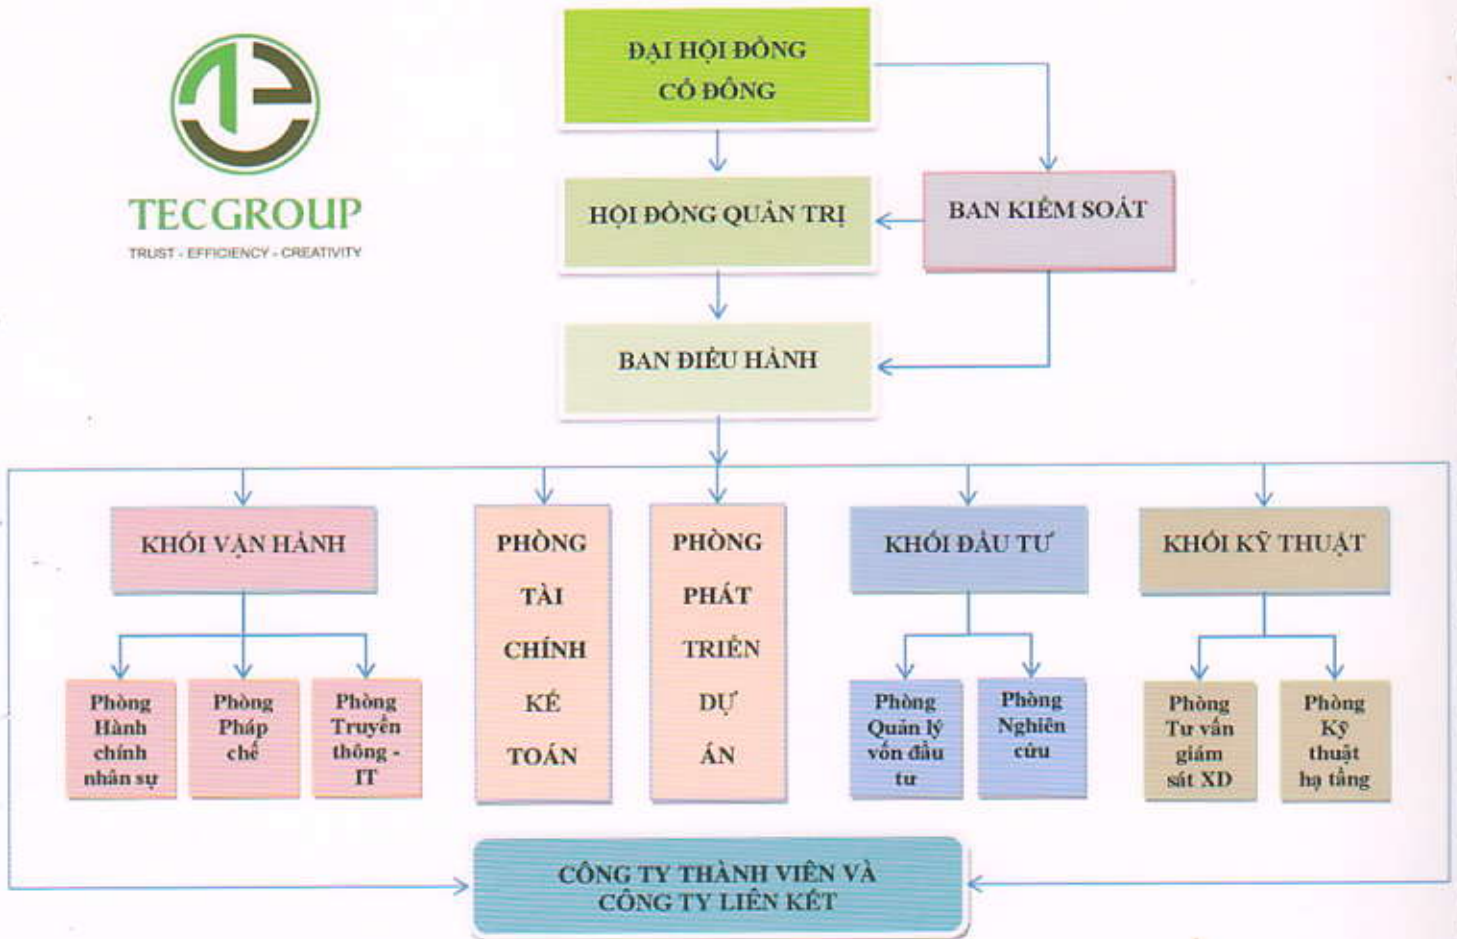 ĐẠI HỘI ĐỒNG
CỔ ĐÔNG
TECGROUP
TRUST - EFFICIENCY - CREATIVITY
HỘI ĐỒNG QUẢN TRỊ
BAN KIỂM SOÁT
BAN ĐIỀU HÀNH
KHỐI VẬN HÀNH
PHÒNG
TÀI
CHÍNH
KẾ
TOÁN
PHÒNG
PHÁT
TRIỂN
DỰ
ÁN
KHỐI ĐẦU TƯ
KHỐI KỸ THUẬT
Phòng
Hành
chính
nhân sự
Phòng
Pháp
chế
Phòng
Truyền
thông -
IT
Phòng
Quản lý
vốn đầu
tư
Phòng
Nghiên
cứu
Phòng
Tư vấn
giám
sát XD
Phòng
Kỹ
thuật
hạ tầng
CÔNG TY THÀNH VIÊN VÀ
CÔNG TY LIÊN KẾT